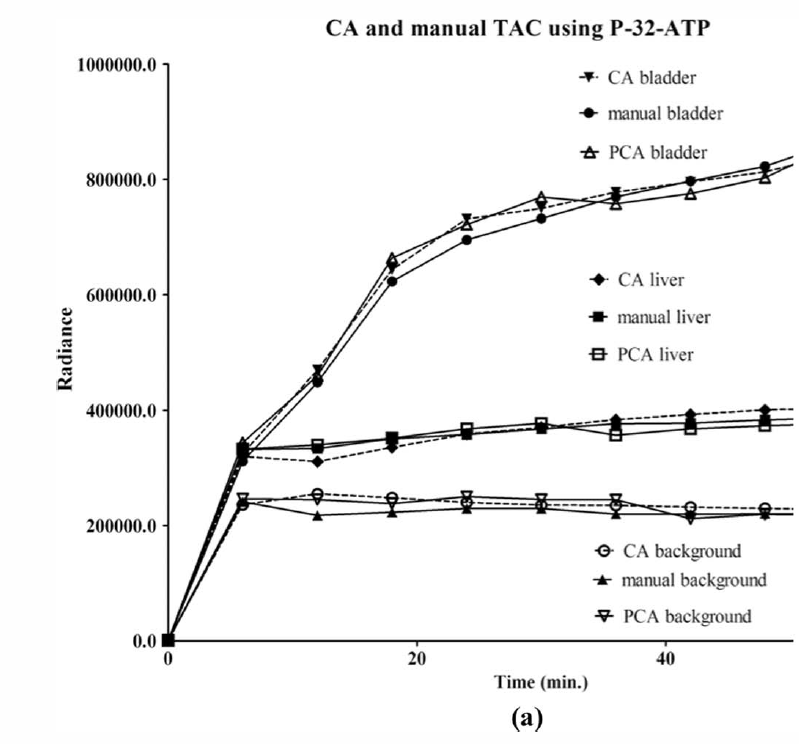 CA and manual TAC using P-32-ATP
1000000.0
800000.0
600000.0
400000.0
200000.0
0.0
Radiance
CA bladder
manual bladder
PCA bladder
CA liver
manual liver
PCA liver
CA background
manual background
PCA background
0 20 40
Time (min.)
(a)